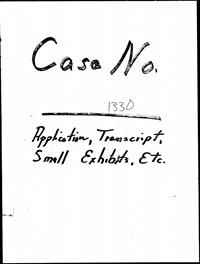 Case No.
1330
Application, Transcript,
Small Exhibits, Etc.